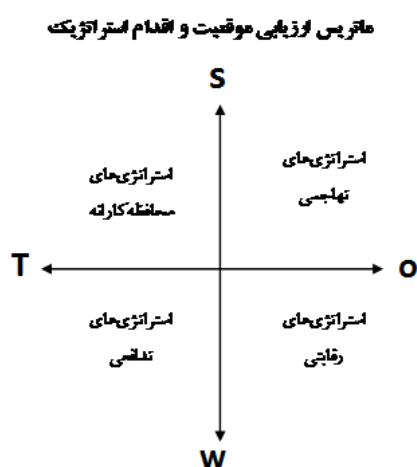 ماتریس ارزیابی موقعیت و اقدام استراتژیک
S
استراتژی‌های
تهاجمی
استراتژی‌های
محافظه‌کارانه
T
O
استراتژی‌های
رقابتی
استراتژی‌های
تدافعی
W